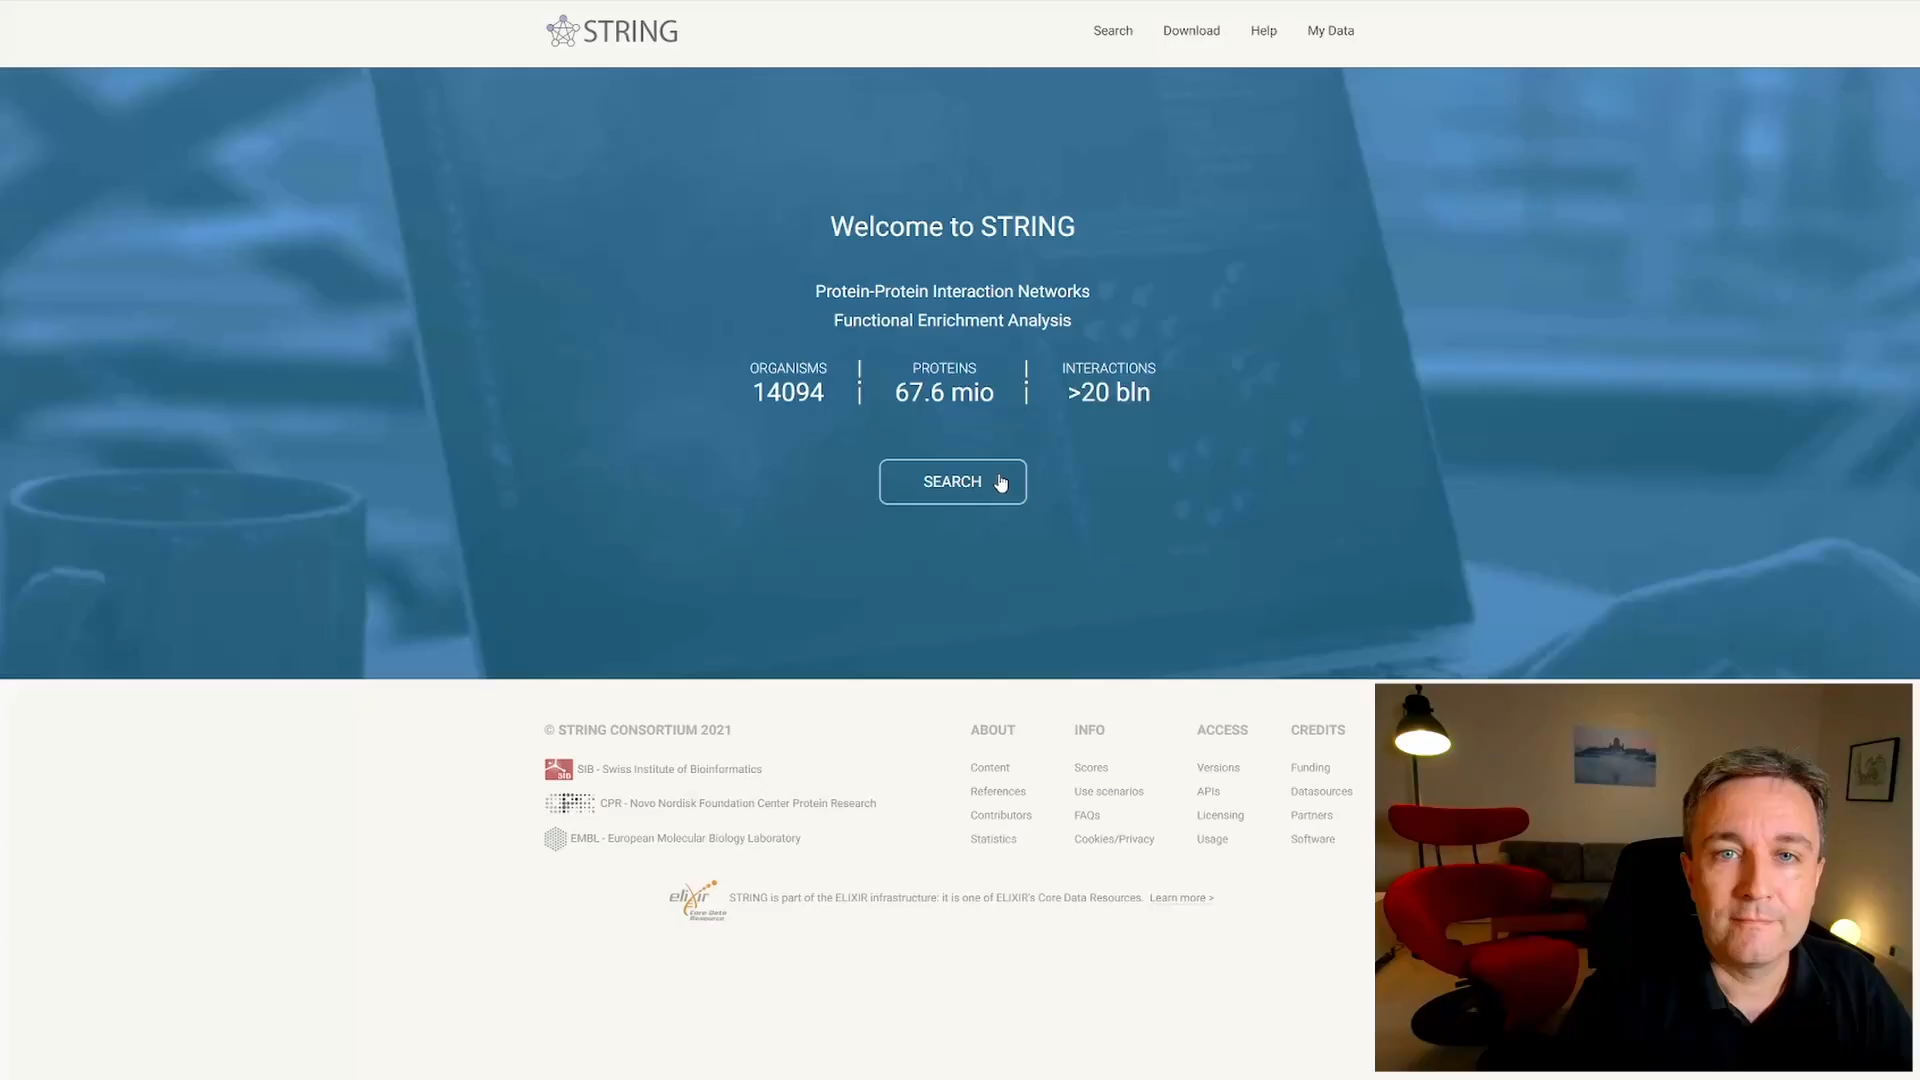 STRING
Search Download Help My Data
Welcome to STRING
Protein-Protein Interaction Networks
Functional Enrichment Analysis
ORGANISMS PROTEINS INTERACTIONS
14094 67.6 mio >20 bln
SEARCH
© STRING CONSORTIUM 2021
SIB
SIB - Swiss Institute of Bioinformatics
CPR - Novo Nordisk Foundation Center Protein Research
EMBL - European Molecular Biology Laboratory
ABOUT
Content
References
Contributors
Statistics
INFO
Scores
Use scenarios
FAQs
Cookies/Privacy
ACCESS
Versions
APIs
Licensing
Usage
CREDITS
Funding
Datasources
Partners
Software
elixir
Core Data
Resource
STRING is part of the ELIXIR infrastructure: it is one of ELIXIR's Core Data Resources. Learn more >